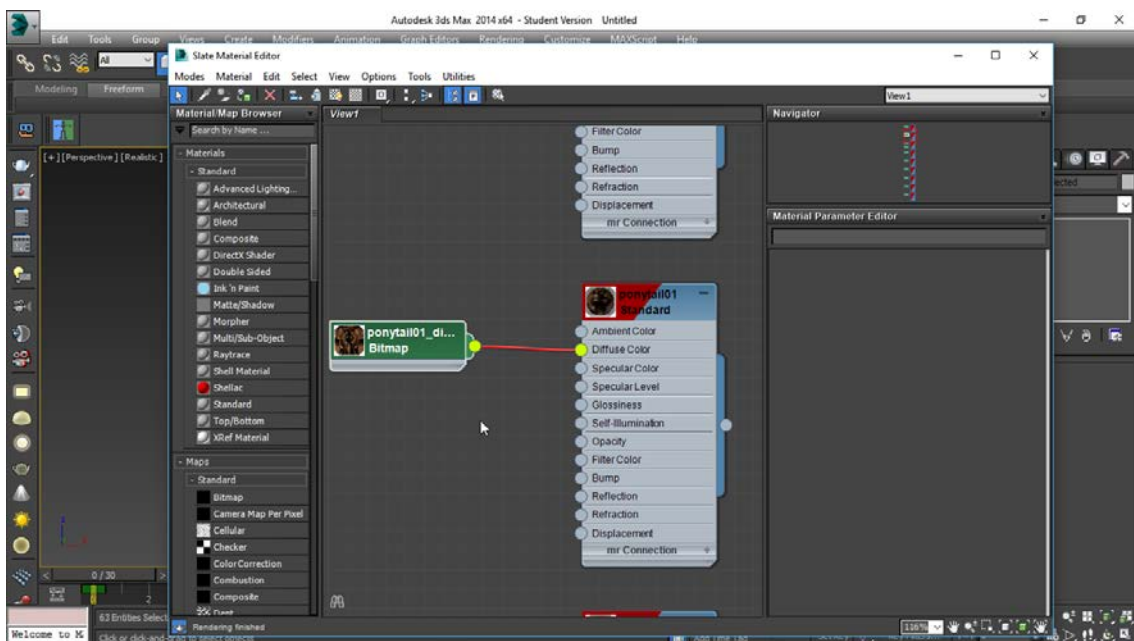 Autodesk 3ds Max 2014 x64 - Student Version Untitled
Edit Tools Group Views Create Modifiers Animation Graph Editors Rendering Customize MAXScript Help
Slate Material Editor
All
Modes Material Edit Select View Options Tools Utilities
Modeling Freeform
View1
Material/Map Browser
View1
Navigator
Search by Name ...
[+][Perspective][Realistic]
- Materials
- Standard
Advanced Lighting...
Architectural
Blend
Composite
DirectX Shader
Double Sided
Ink 'n Paint
Matte/Shadow
Morpher
Multi/Sub-Object
Raytrace
Shell Material
Shellac
Standard
Top/Bottom
XRef Material
- Maps
- Standard
Bitmap
Camera Map Per Pixel
Cellular
Checker
Color Correction
Combustion
Composite
Dent
Filter Color
Bump
Reflection
Refraction
Displacement
mr Connection
ponytail01_di...
Bitmap
ponytail01
Standard
Ambient Color
Diffuse Color
Specular Color
Specular Level
Glossiness
Self-Illumination
Opacity
Filter Color
Bump
Reflection
Refraction
Displacement
mr Connection
Material Parameter Editor
0 / 30
2
63 Entities Select
Rendering finished
116%
Welcome to M
Click or click-and-drag to select objects
Add Time Tag